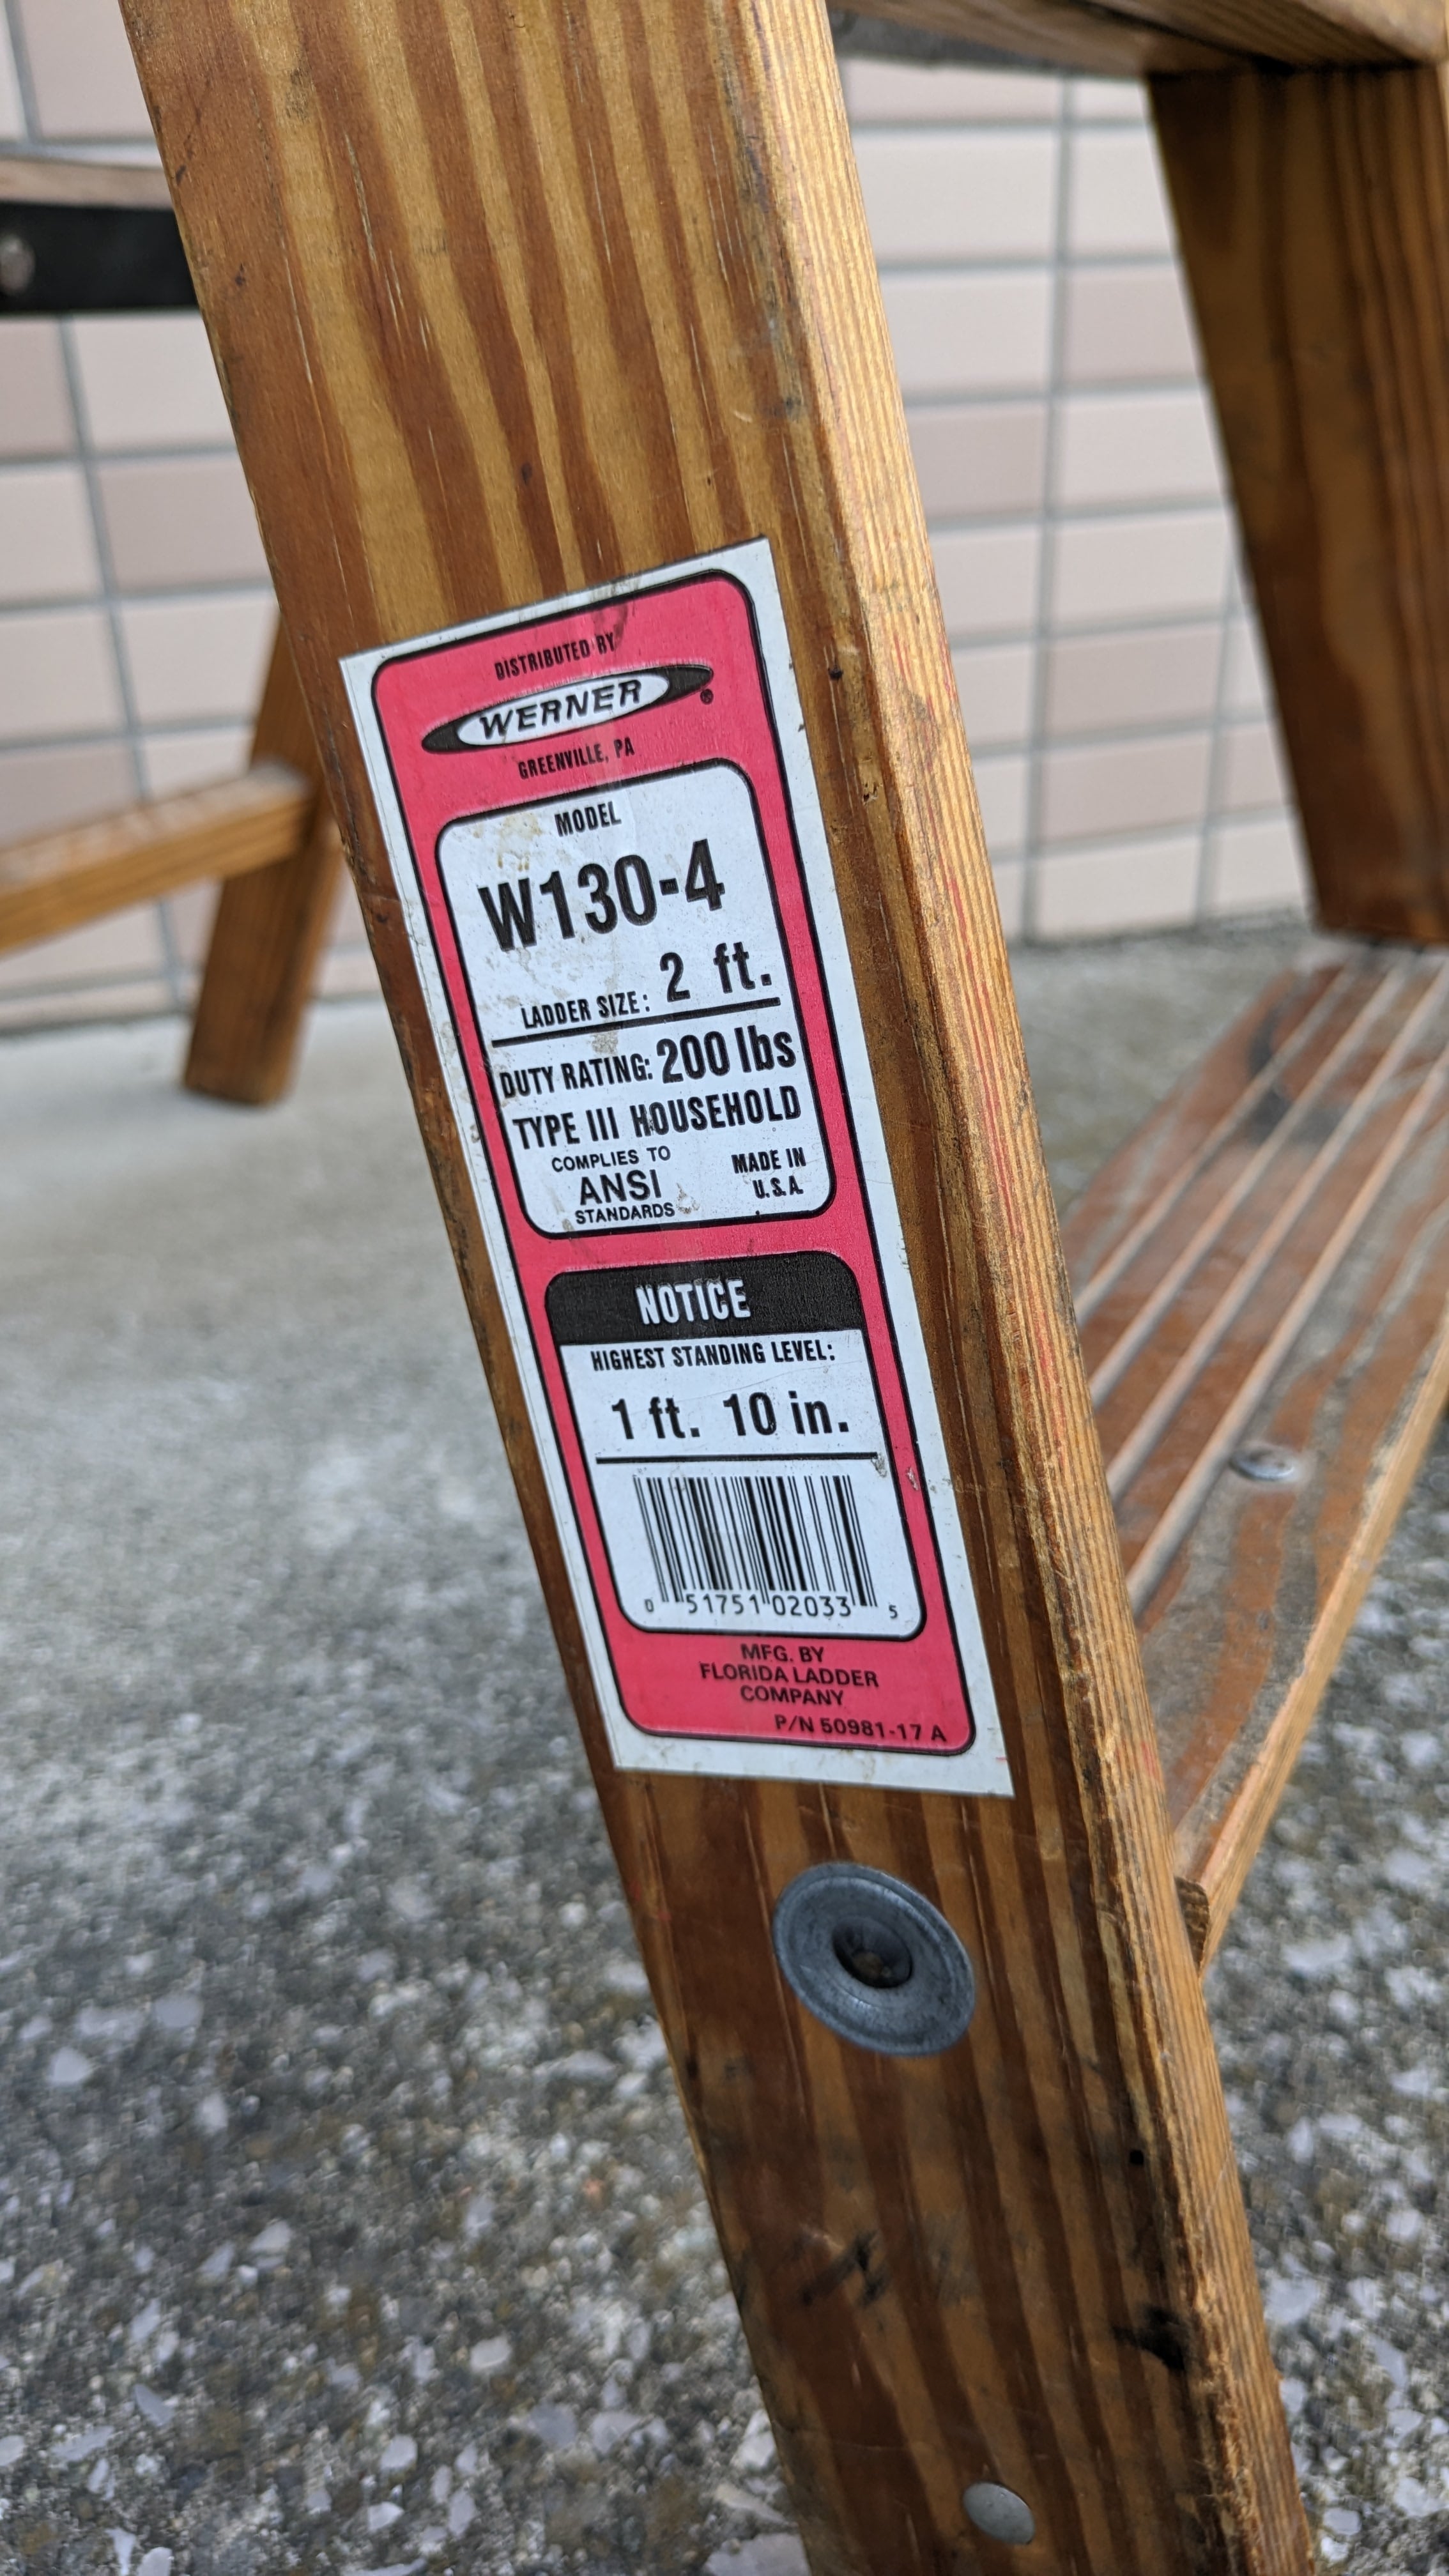 DISTRIBUTED BY
WERNER®
GREENVILLE, PA
MODEL
W130-4
LADDER SIZE: 2 ft.
DUTY RATING: 200 lbs
TYPE III HOUSEHOLD
COMPLIES TO
ANSI
STANDARDS
MADE IN
U.S.A.
NOTICE
HIGHEST STANDING LEVEL:
1 ft. 10 in.
0 51751 02033 5
MFG. BY
FLORIDA LADDER
COMPANY
P/N 50981-17 A